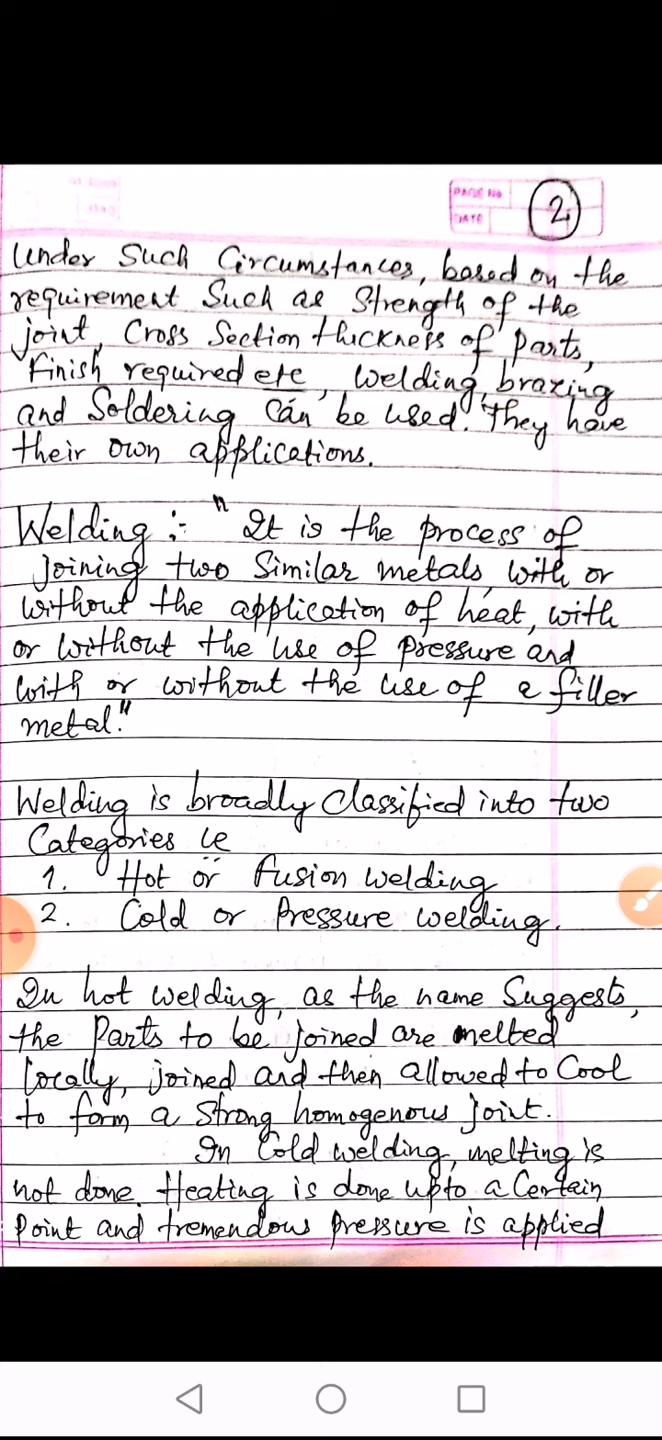 PAGE No
DATE
2
Under Such Circumstances, based on the
requirement Such as Strength of the
joint, Cross Section thickness of parts,
finish required etc, welding, brazing
and Soldering can be used. They have
their own applications.
Welding :- "It is the process of
joining two Similar metals, with or
without the application of heat, with
or without the use of pressure and
with or without the use of a filler
metal."
Welding is broadly Classified into two
Categories ie
1. Hot or fusion welding
2. Cold or Pressure welding.
In hot welding, as the name Suggests,
the Parts to be joined are melted
locally, joined and then allowed to Cool
to form a strong homogenous joint.
In Cold welding, melting is
not done. Heating is done upto a Certain
Point and tremendous pressure is applied